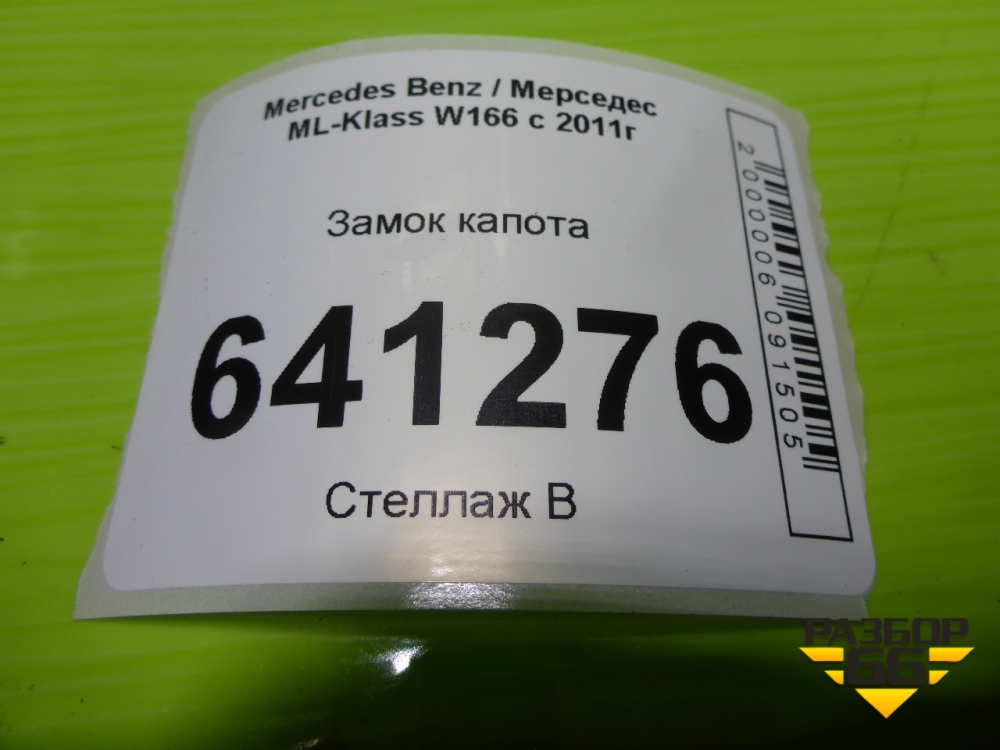 Mercedes Benz / Мерседес
ML-Klass W166 с 2011г
Замок капота
641276
Стеллаж В
2000006091505
РАЗБОР
66